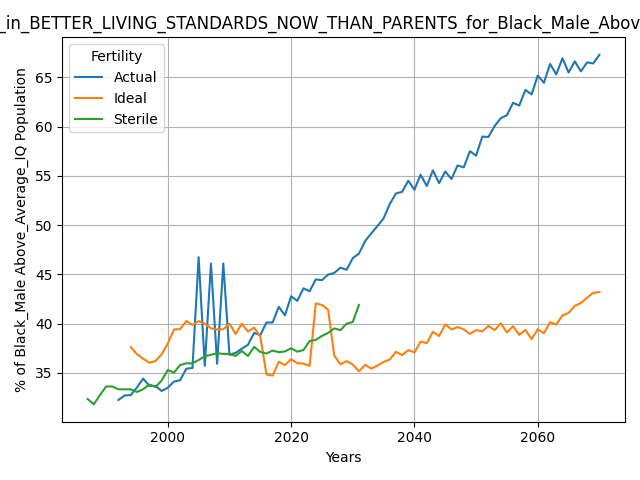 _in_BETTER_LIVING_STANDARDS_NOW_THAN_PARENTS_for_Black_Male_Abov
Fertility
Actual
Ideal
Sterile
% of Black_Male Above_Average_IQ Population
65
60
55
50
45
40
35
2000
2020
2040
2060
Years